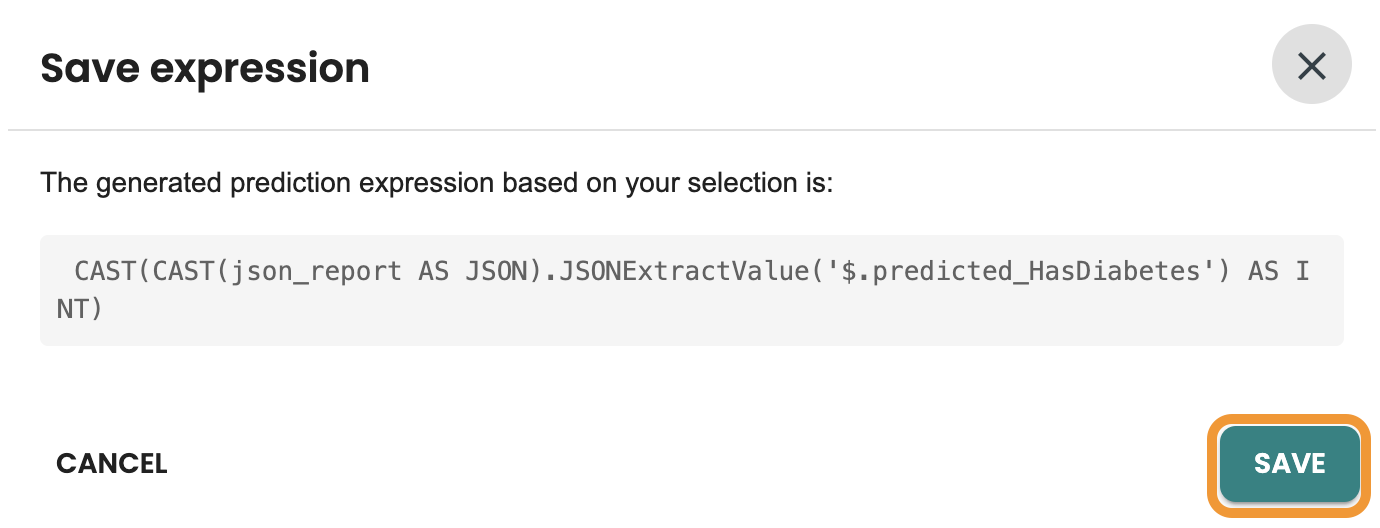 Save expression
The generated prediction expression based on your selection is:
CAST(CAST(json_report AS JSON).JSONExtractValue('$.predicted_HasDiabetes') AS I
NT)
CANCEL
SAVE